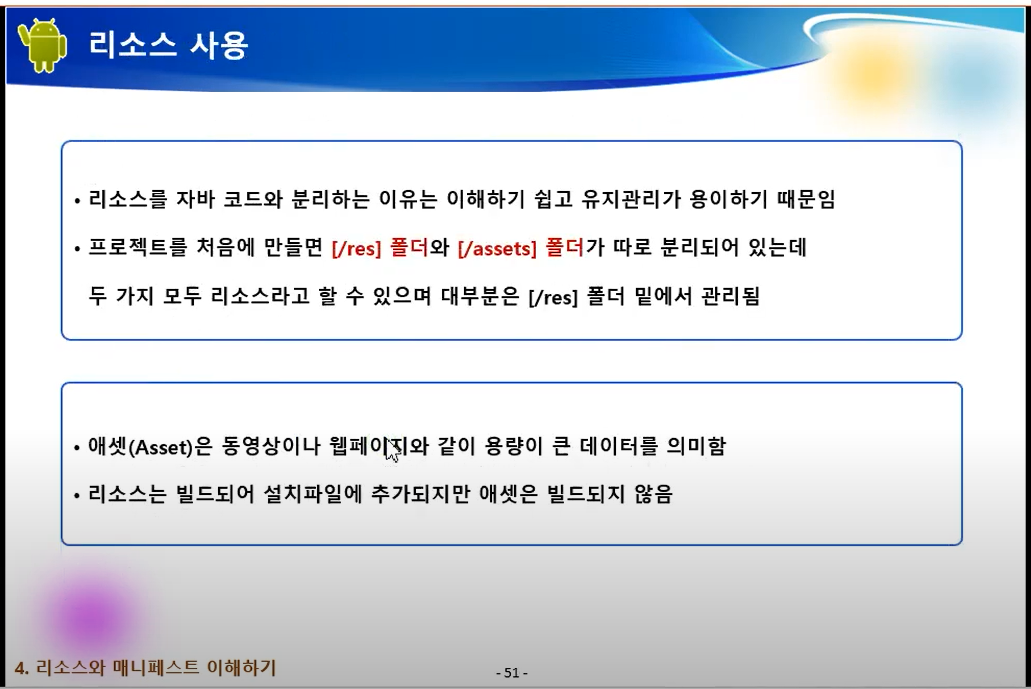 리소스 사용
• 리소스를 자바 코드와 분리하는 이유는 이해하기 쉽고 유지관리가 용이하기 때문임
• 프로젝트를 처음에 만들면 [/res] 폴더와 [/assets] 폴더가 따로 분리되어 있는데
두 가지 모두 리소스라고 할 수 있으며 대부분은 [/res] 폴더 밑에서 관리됨
• 애셋(Asset)은 동영상이나 웹페이지와 같이 용량이 큰 데이터를 의미함
• 리소스는 빌드되어 설치파일에 추가되지만 애셋은 빌드되지 않음
4. 리소스와 매니페스트 이해하기
- 51 -